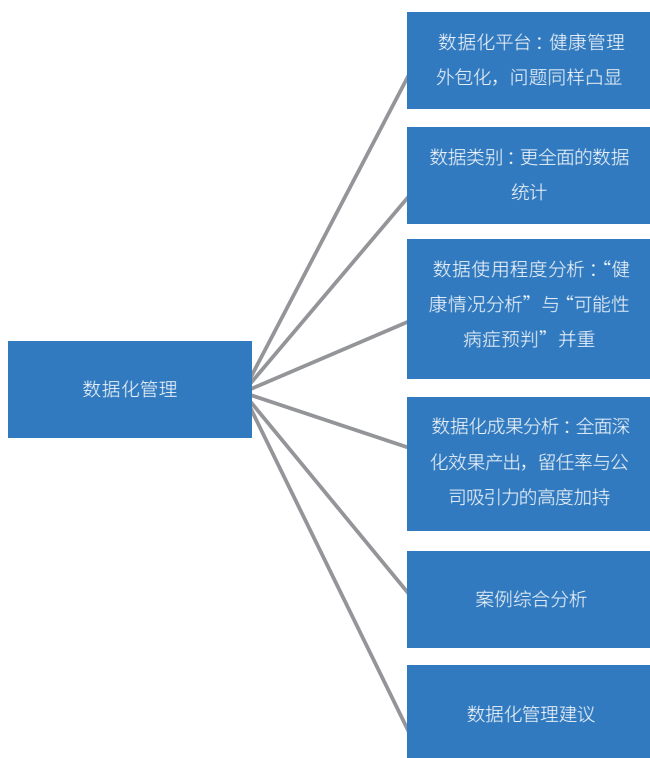 数据化管理
数据化平台：健康管理
外包化，问题同样凸显
数据类别：更全面的数据
统计
数据使用程度分析：“健
康情况分析”与“可能性
病症预判”并重
数据化成果分析：全面深
化效果产出，留任率与公
司吸引力的高度加持
案例综合分析
数据化管理建议